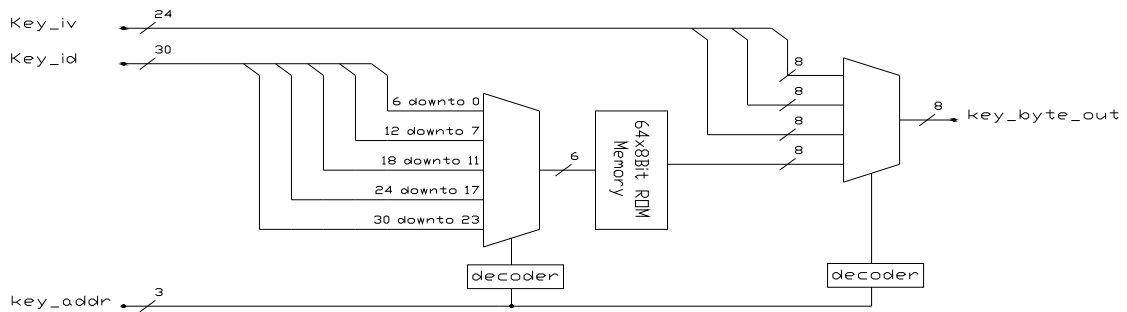 Key_iv
24
Key_id
30
8
6 downto 0
8
12 downto 7
8
8
key_byte_out
18 downto 11
6
64x8Bit ROM
Memory
8
24 downto 17
30 downto 23
decoder
decoder
key_addr
3